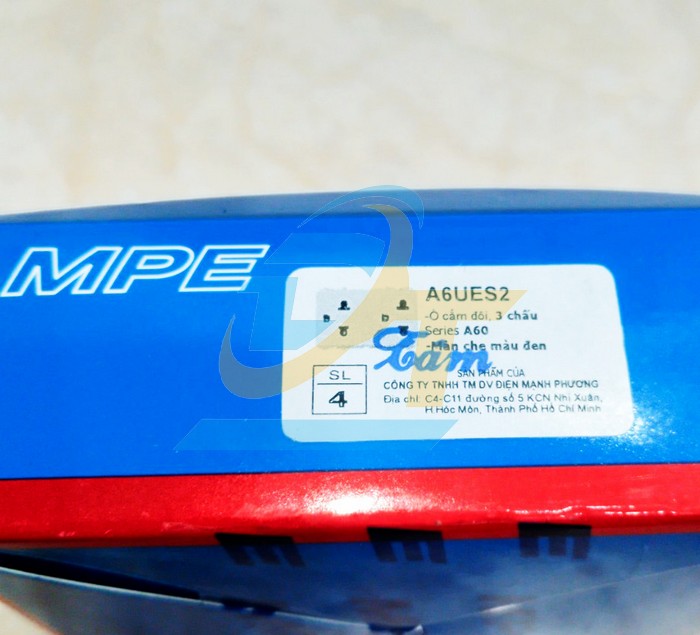 MPE
A6UES2
-Ổ cắm đôi, 3 chấu
Series A60
-Màn che màu đen
Tâm
SL
4
SẢN PHẨM CỦA
CÔNG TY TNHH TM DV ĐIỆN MẠNH PHƯƠNG
Địa chỉ: C4-C11 đường số 5 KCN Nhị Xuân,
H.Hóc Môn, Thành Phố Hồ Chí Minh